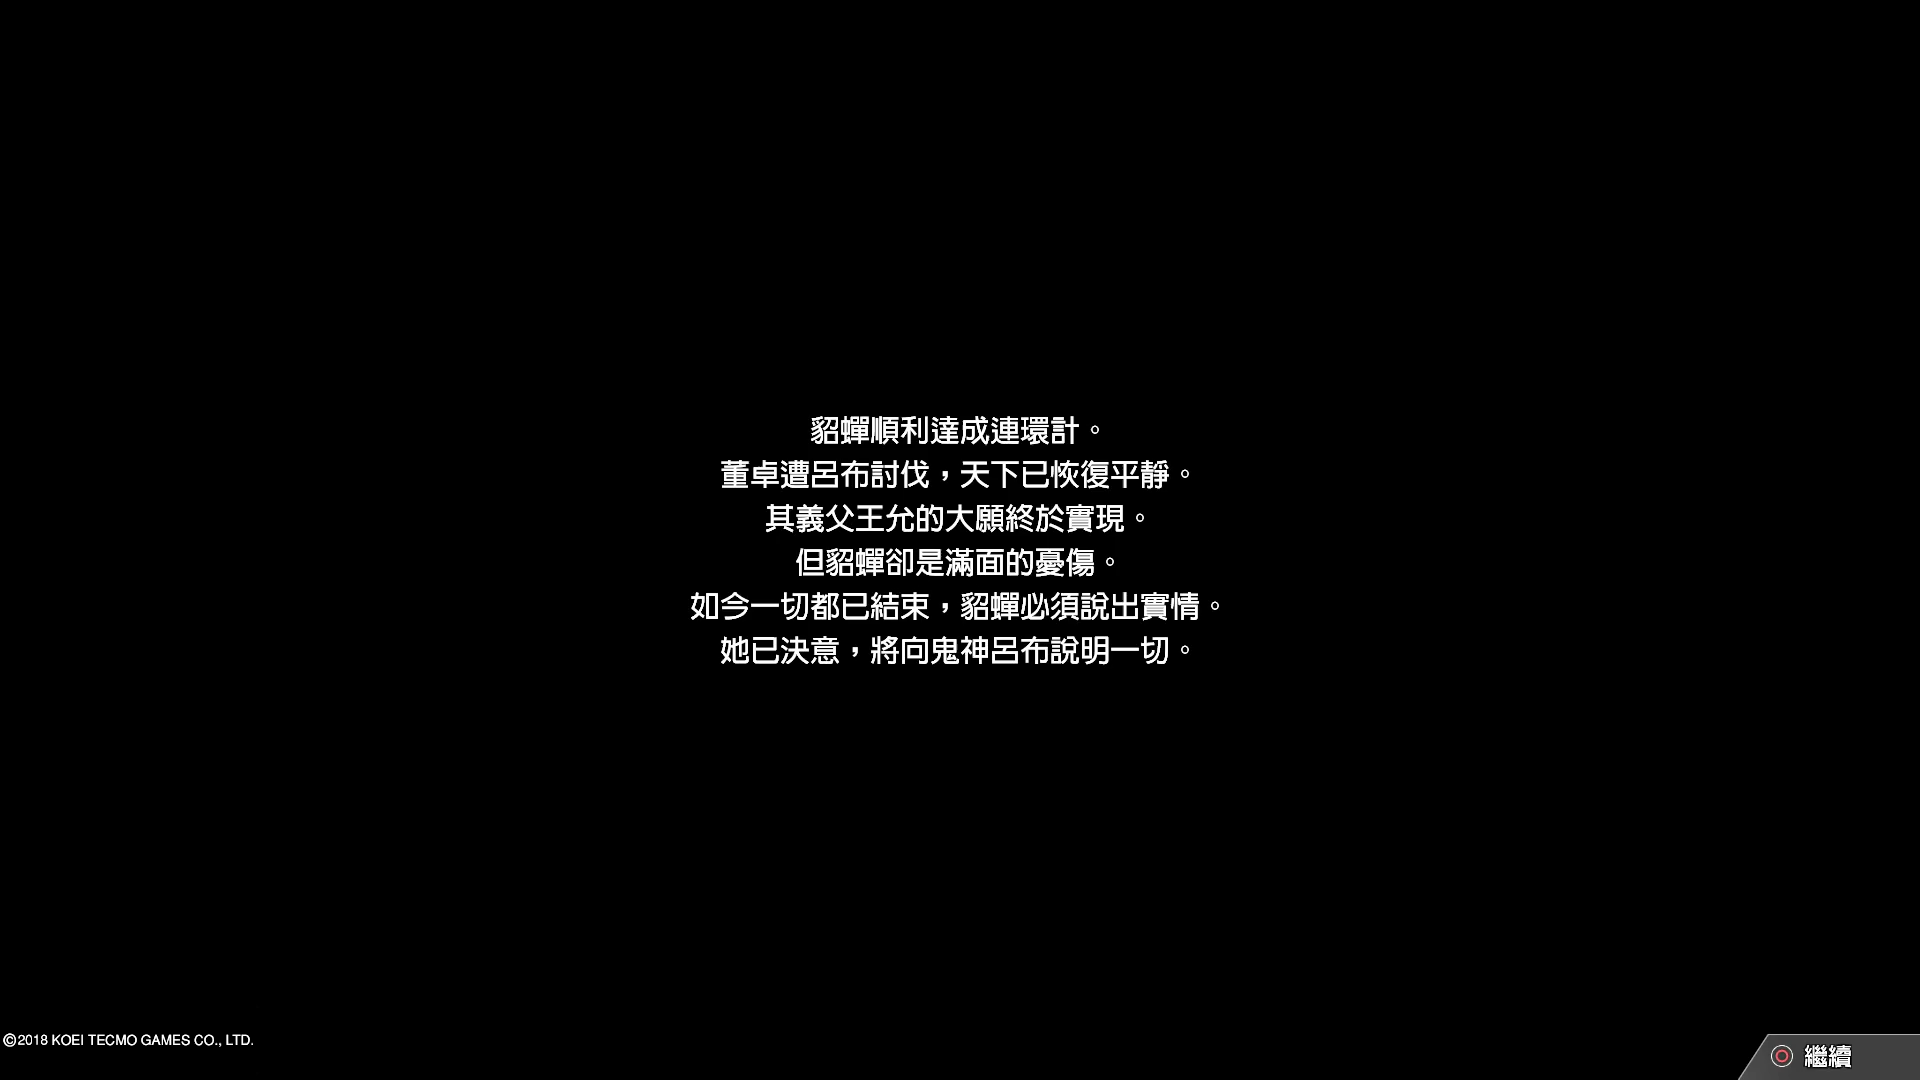 貂蟬順利達成連環計。
董卓遭呂布討伐，天下已恢復平靜。
其義父王允的大願終於實現。
但貂蟬卻是滿面的憂傷。
如今一切都已結束，貂蟬必須說出實情。
她已決意，將向鬼神呂布說明一切。
©2018 KOEI TECMO GAMES CO., LTD.
繼續